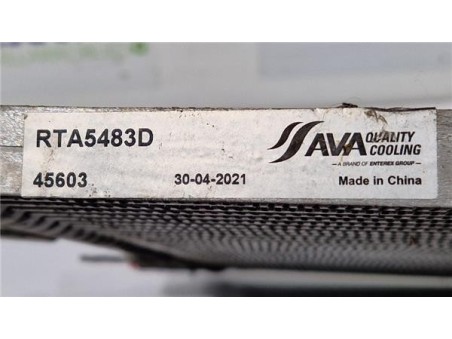 RTA5483D
AVA QUALITY
COOLING
A BRAND OF ENTEREX GROUP
45603
30-04-2021
Made in China